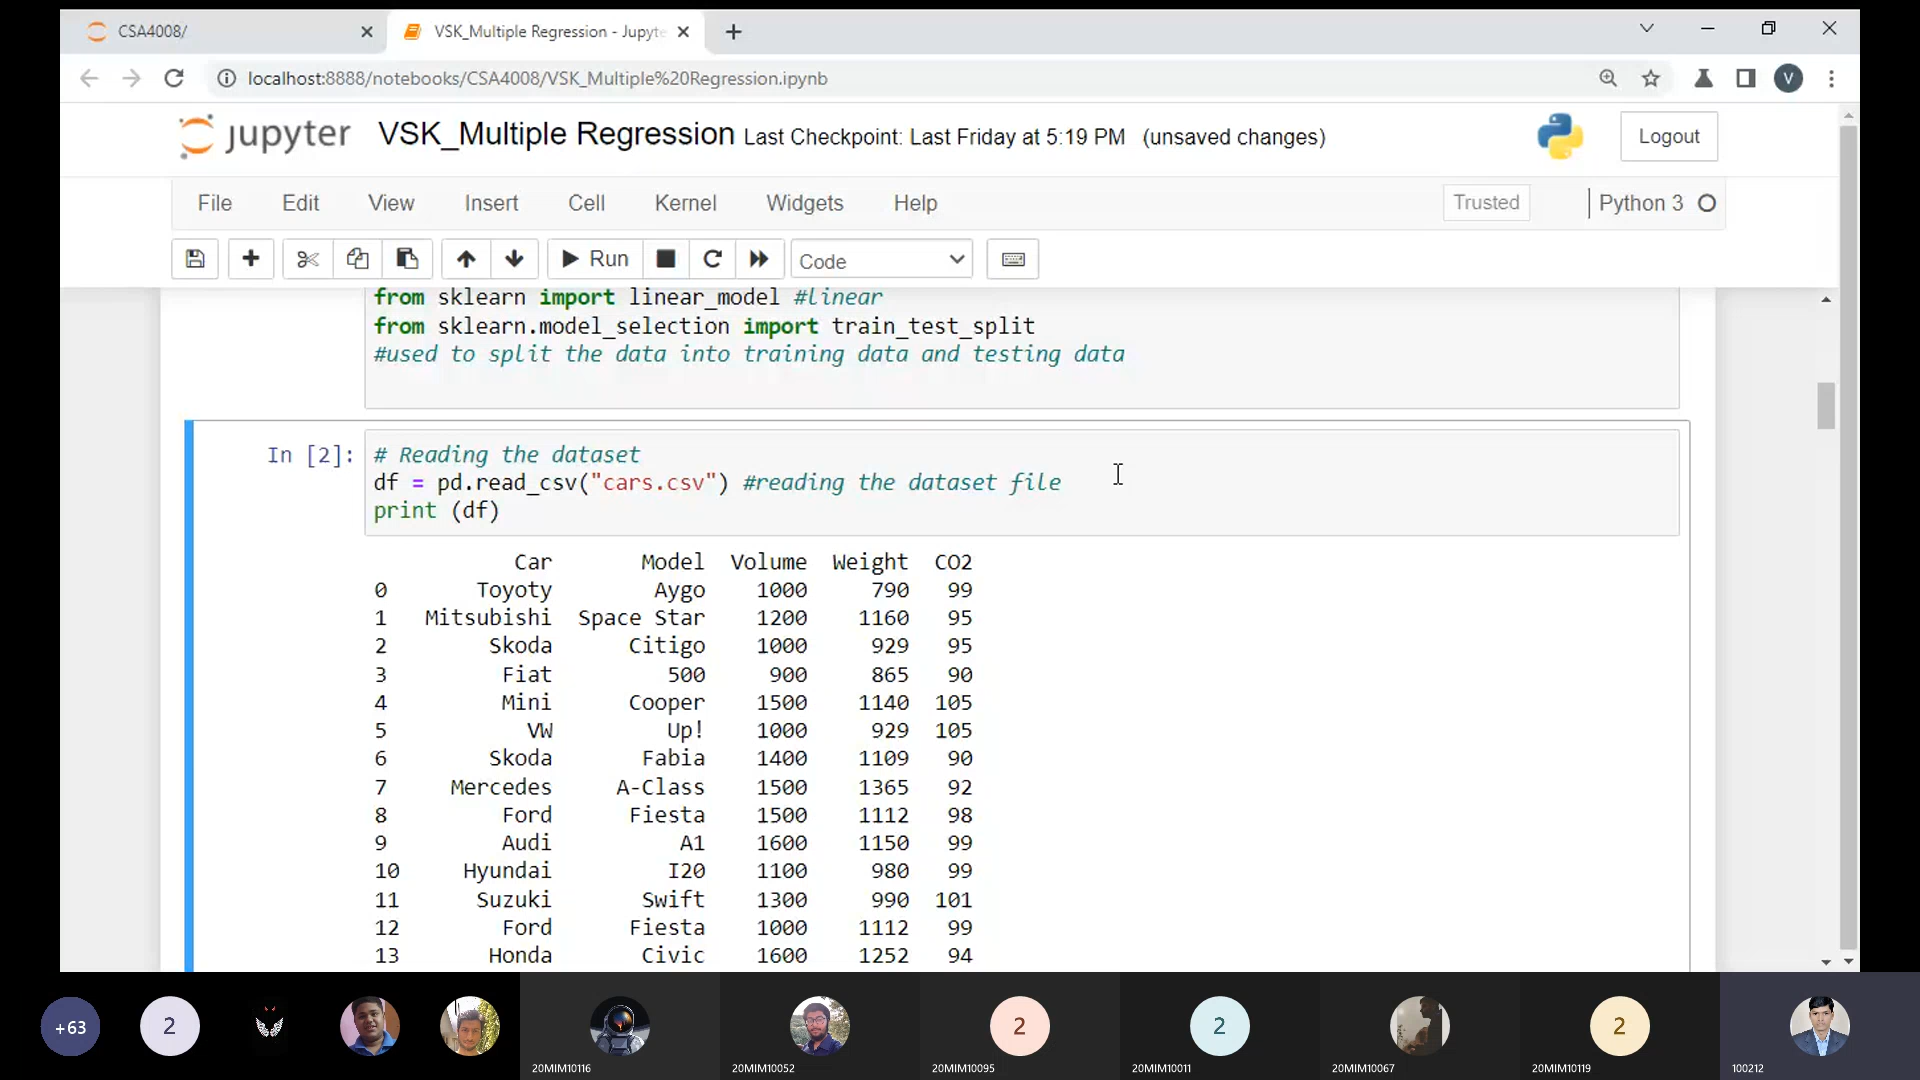 CSA4008/
VSK_Multiple Regression - Jupyte
localhost:8888/notebooks/CSA4008/VSK_Multiple%20Regression.ipynb
V
jupyter VSK_Multiple Regression Last Checkpoint: Last Friday at 5:19 PM (unsaved changes)
Logout
File Edit View Insert Cell Kernel Widgets Help
Trusted
Python 3
Run
Code
from sklearn import linear_model #linear
from sklearn.model_selection import train_test_split
#used to split the data into training data and testing data
In [2]:
# Reading the dataset
df = pd.read_csv("cars.csv") #reading the dataset file
print (df)
Car Model Volume Weight CO2
0 Toyoty Aygo 1000 790 99
1 Mitsubishi Space Star 1200 1160 95
2 Skoda Citigo 1000 929 95
3 Fiat 500 900 865 90
4 Mini Cooper 1500 1140 105
5 VW Up! 1000 929 105
6 Skoda Fabia 1400 1109 90
7 Mercedes A-Class 1500 1365 92
8 Ford Fiesta 1500 1112 98
9 Audi A1 1600 1150 99
10 Hyundai I20 1100 980 99
11 Suzuki Swift 1300 990 101
12 Ford Fiesta 1000 1112 99
13 Honda Civic 1600 1252 94
+63 2 2 2 2
20MIM10116 20MIM10052 20MIM10095 20MIM10011 20MIM10067 20MIM10119 100212